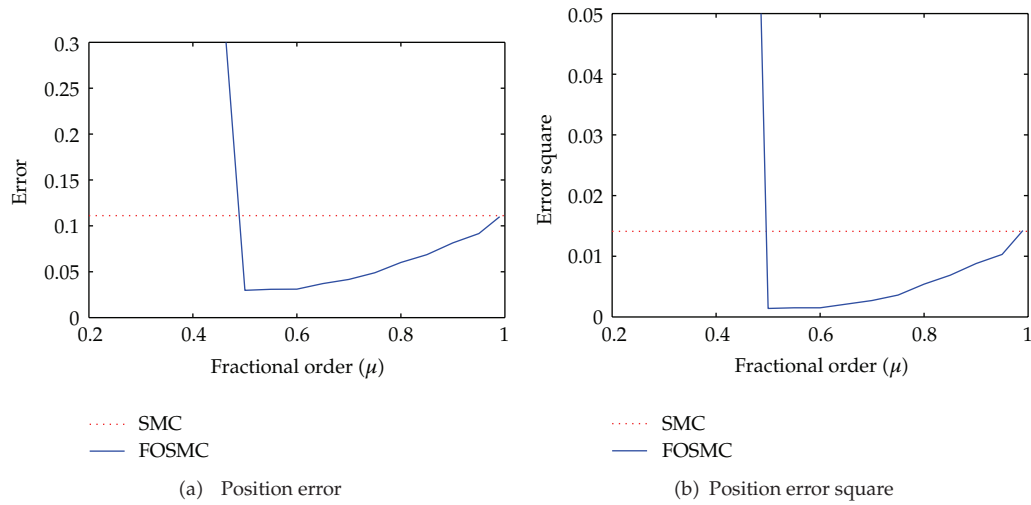 0.3
0.25
0.2
0.15
0.1
0.05
0
Error
0.2
0.4
0.6
0.8
1
Fractional order (μ)
SMC
FOSMC
(a) Position error
0.05
0.04
0.03
0.02
0.01
0
Error square
0.2
0.4
0.6
0.8
1
Fractional order (μ)
SMC
FOSMC
(b) Position error square